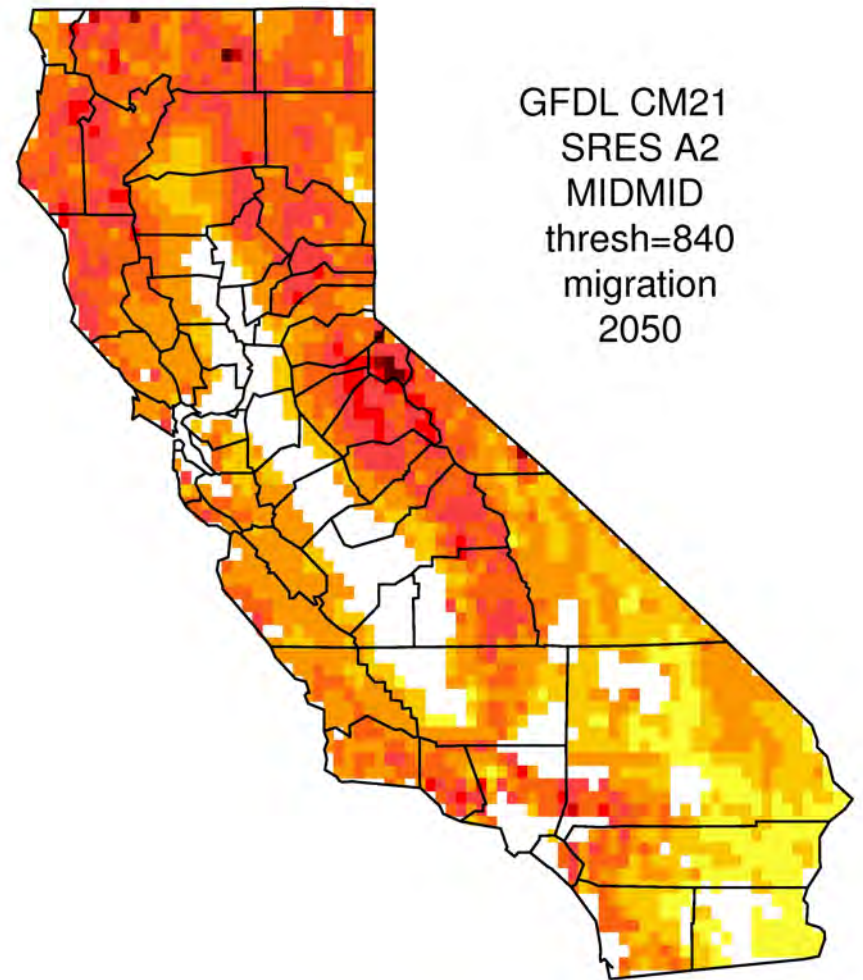 GFDL CM21
SRES A2
MIDMID
thresh=840
migration
2050